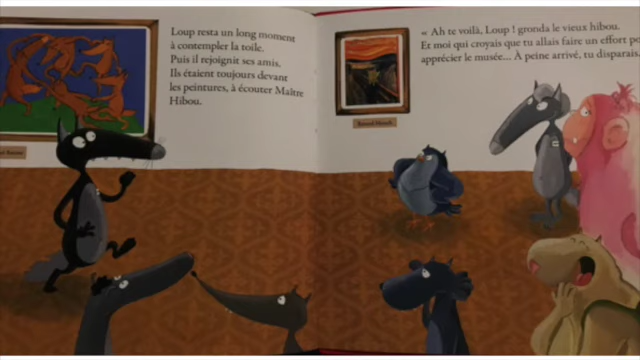 Loup resta un long moment
à contempler la toile.
Puis il rejoignit ses amis.
Ils étaient toujours devant
les peintures, à écouter Maître
Hibou.
« Ah te voilà, Loup ! gronda le vieux hibou.
Et moi qui croyais que tu allais faire un effort po
apprécier le musée... À peine arrivé, tu disparais.